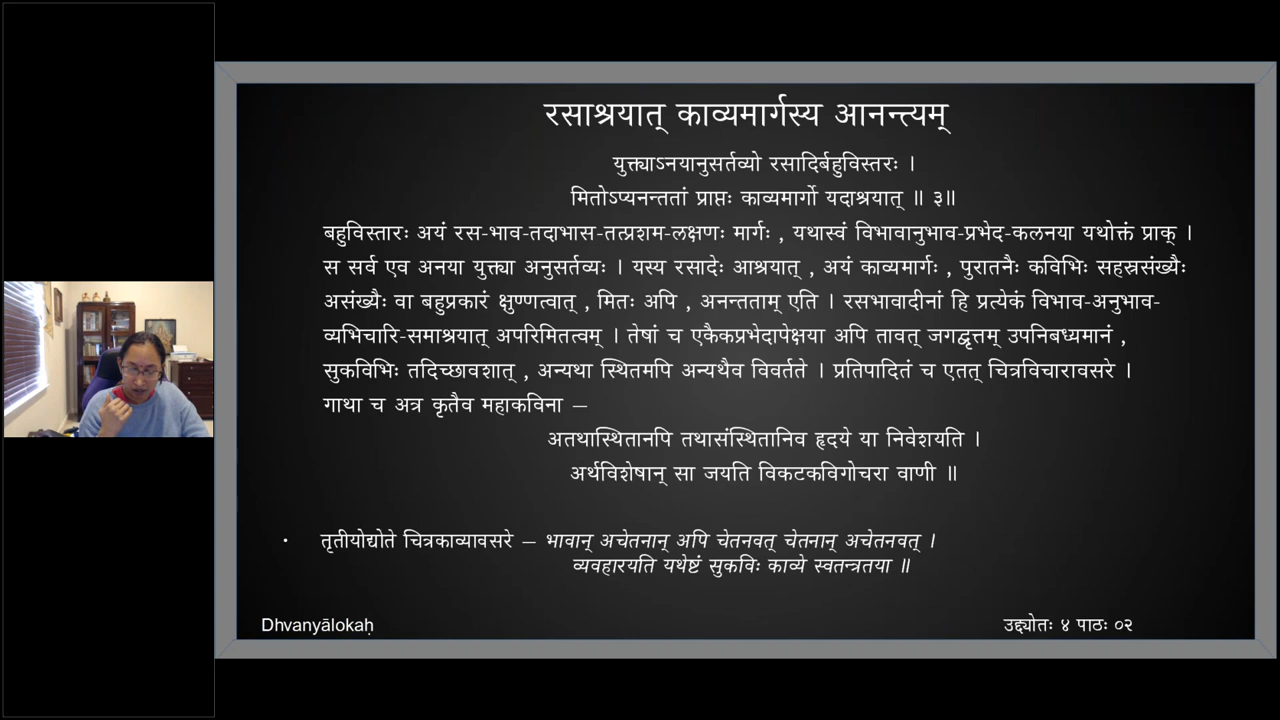 रसाश्रयात् काव्यमार्गस्य आनन्त्यम्
युक्त्याऽनयानुसर्तव्यो रसादिर्बहुविस्तरः ।
मितोऽप्यनन्ततां प्राप्तः काव्यमार्गो यदाश्रयात् ॥ ३॥
बहुविस्तारः अयं रस-भाव-तदाभास-तत्प्रशम-लक्षणः मार्गः , यथास्वं विभावानुभाव-प्रभेद-कलनया यथोक्तं प्राक् ।
स सर्व एव अनया युक्त्या अनुसर्तव्यः । यस्य रसादेः आश्रयात् , अयं काव्यमार्गः , पुरातनैः कविभिः सहस्रसंख्यैः
असंख्यैः वा बहुप्रकारं क्षुण्णत्वात् , मितः अपि , अनन्तताम् एति । रसभावादीनां हि प्रत्येकं विभाव-अनुभाव-
व्यभिचारि-समाश्रयात् अपरिमितत्वम् । तेषां च एकैकप्रभेदापेक्षया अपि तावत् जगद्वृत्तम् उपनिबध्यमानं ,
सुकविभिः तदिच्छावशात् , अन्यथा स्थितमपि अन्यथैव विवर्तते । प्रतिपादितं च एतत् चित्रविचारावसरे ।
गाथा च अत्र कृतैव महाकविना –
अतथास्थितानपि तथासंस्थितानिव हृदये या निवेशयति ।
अर्थविशेषान् सा जयति विकटकविगोचरा वाणी ॥
• तृतीयोद्योते चित्रकाव्यावसरे – भावान् अचेतनान् अपि चेतनवत् चेतनान् अचेतनवत् ।
व्यवहारयति यथेष्टं सुकविः काव्ये स्वतन्त्रतया ॥
Dhvanyālokaḥ उद्द्योतः ४ पाठः ०२